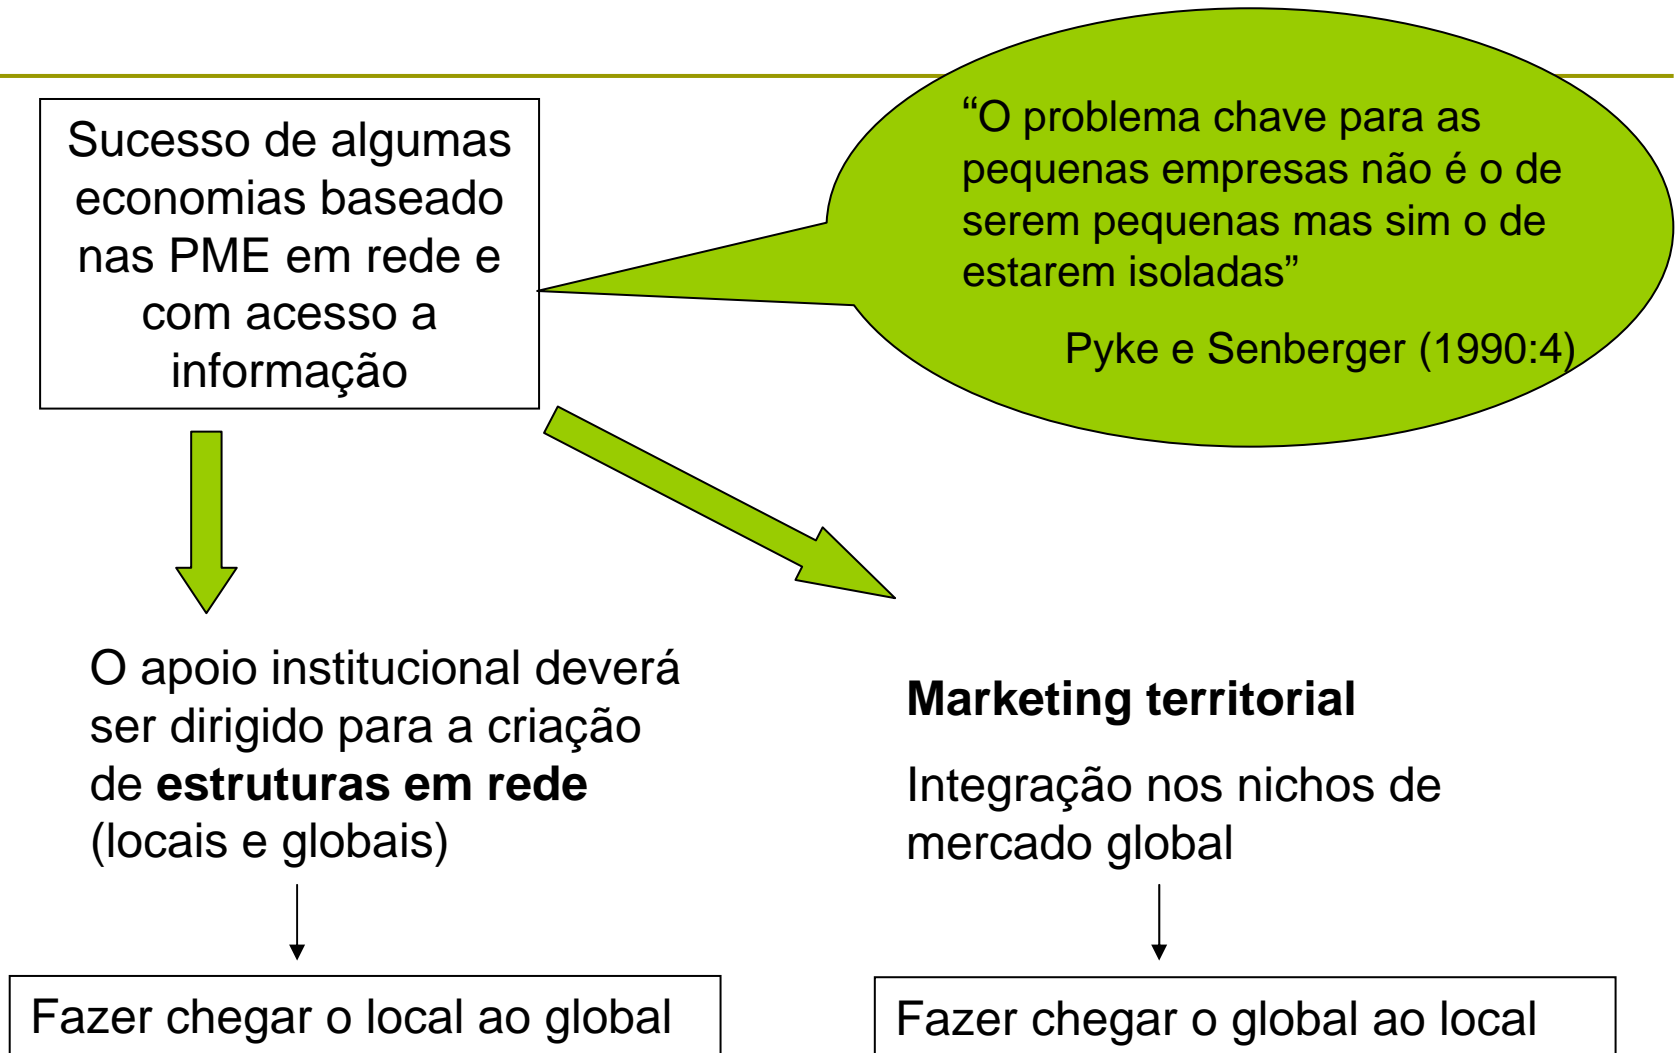 Sucesso de algumas
economias baseado
nas PME em rede e
com acesso a
informação
“O problema chave para as
pequenas empresas não é o de
serem pequenas mas sim o de
estarem isoladas”
Pyke e Senberger (1990:4)
O apoio institucional deverá
ser dirigido para a criação
de estruturas em rede
(locais e globais)
Marketing territorial
Integração nos nichos de
mercado global
Fazer chegar o local ao global
Fazer chegar o global ao local